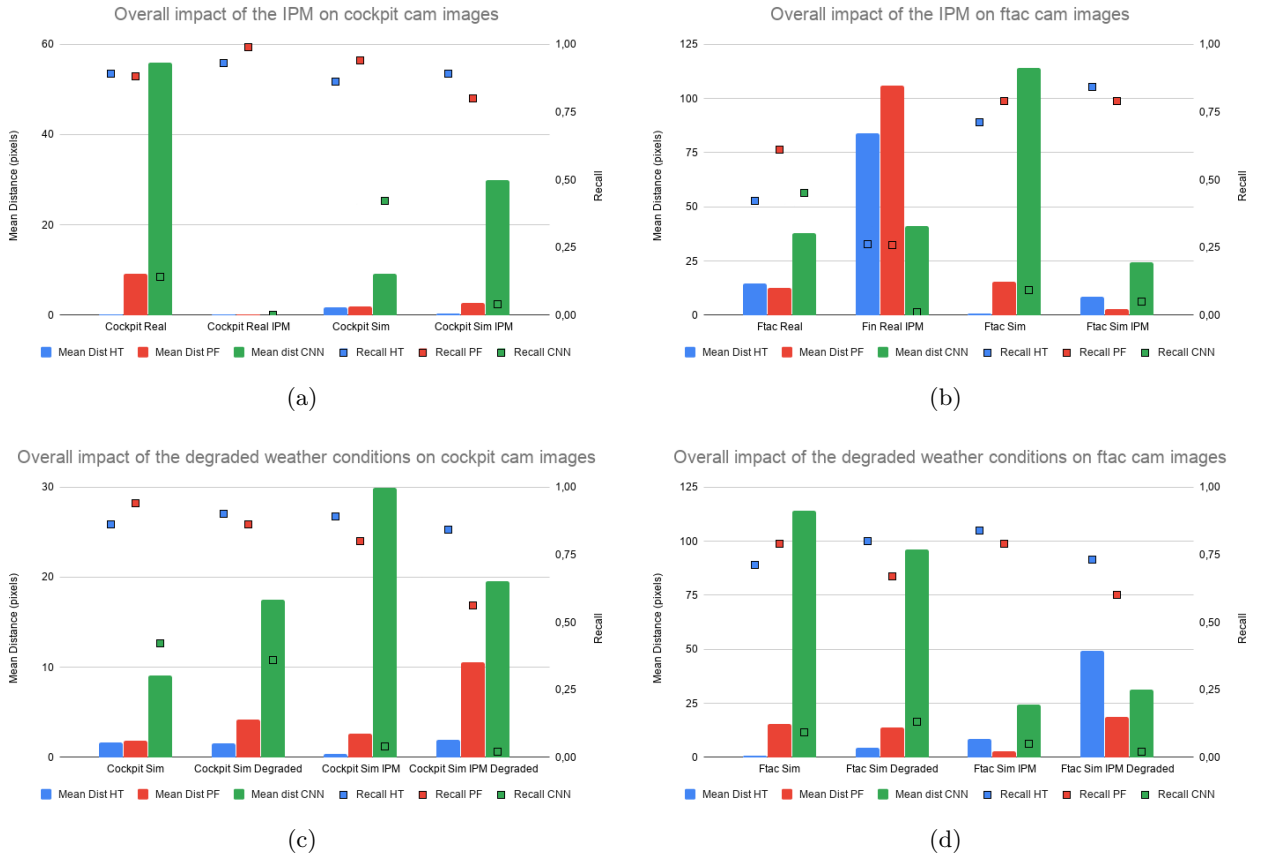 Overall impact of the IPM on cockpit cam images
60
40
20
0
Mean Distance (pixels)
1,00
0,75
0,50
0,25
0,00
Recall
Cockpit Real
Cockpit Real IPM
Cockpit Sim
Cockpit Sim IPM
Mean Dist HT Mean Dist PF Mean dist CNN Recall HT Recall PF Recall CNN
(a)
Overall impact of the IPM on ftac cam images
125
100
75
50
25
0
Mean Distance (pixels)
1,00
0,75
0,50
0,25
0,00
Recall
Ftac Real
Fin Real IPM
Ftac Sim
Ftac Sim IPM
Mean Dist HT Mean Dist PF Mean dist CNN Recall HT Recall PF Recall CNN
(b)
Overall impact of the degraded weather conditions on cockpit cam images
30
20
10
0
Mean Distance (pixels)
1,00
0,75
0,50
0,25
0,00
Recall
Cockpit Sim
Cockpit Sim Degraded
Cockpit Sim IPM
Cockpit Sim IPM Degraded
Mean Dist HT Mean Dist PF Mean dist CNN Recall HT Recall PF Recall CNN
(c)
Overall impact of the degraded weather conditions on ftac cam images
125
100
75
50
25
0
Mean Distance (pixels)
1,00
0,75
0,50
0,25
0,00
Recall
Ftac Sim
Ftac Sim Degraded
Ftac Sim IPM
Ftac Sim IPM Degraded
Mean Dist HT Mean Dist PF Mean dist CNN Recall HT Recall PF Recall CNN
(d)